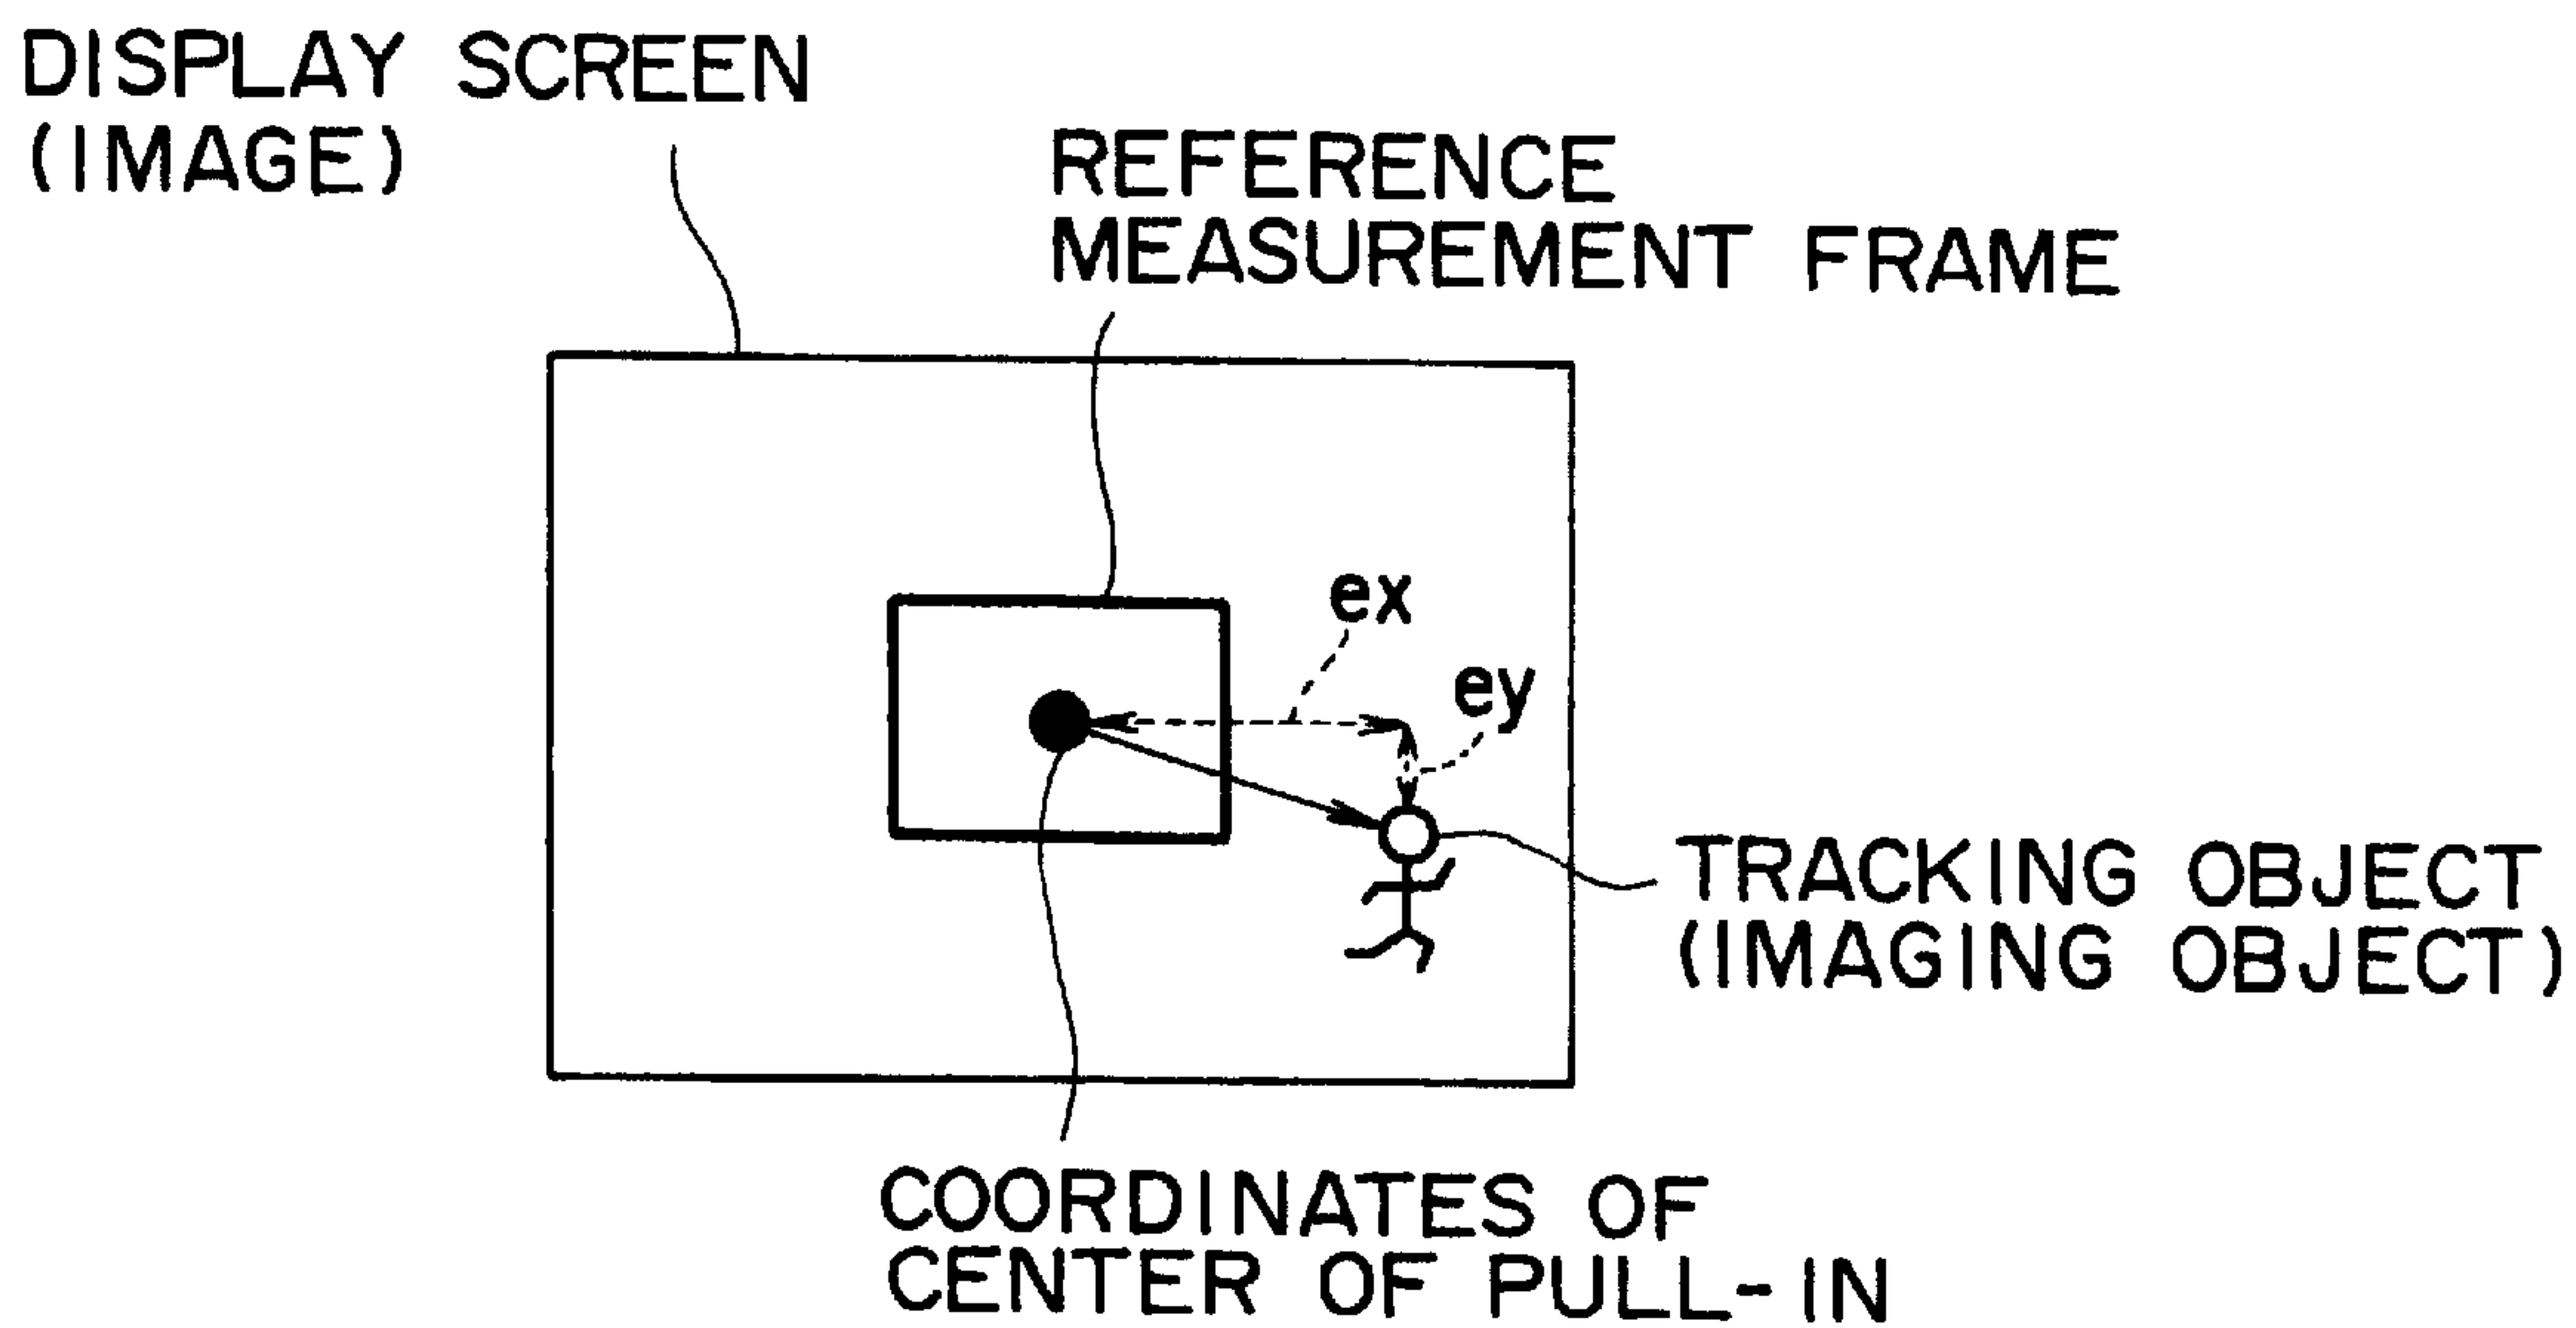 DISPLAY SCREEN
(IMAGE)
REFERENCE
MEASUREMENT FRAME
ex
ey
TRACKING OBJECT
(IMAGING OBJECT)
COORDINATES OF
CENTER OF PULL-IN